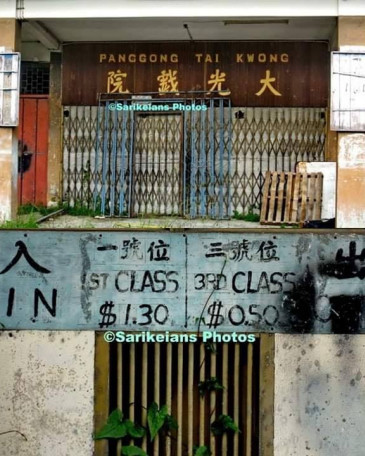 PANGGONG TAI KWONG
院戲光大
©Sarikeians Photos
入 一號位 三號位 出
IN 1ST CLASS 3RD CLASS
$1.30 $0.50
©Sarikeians Photos